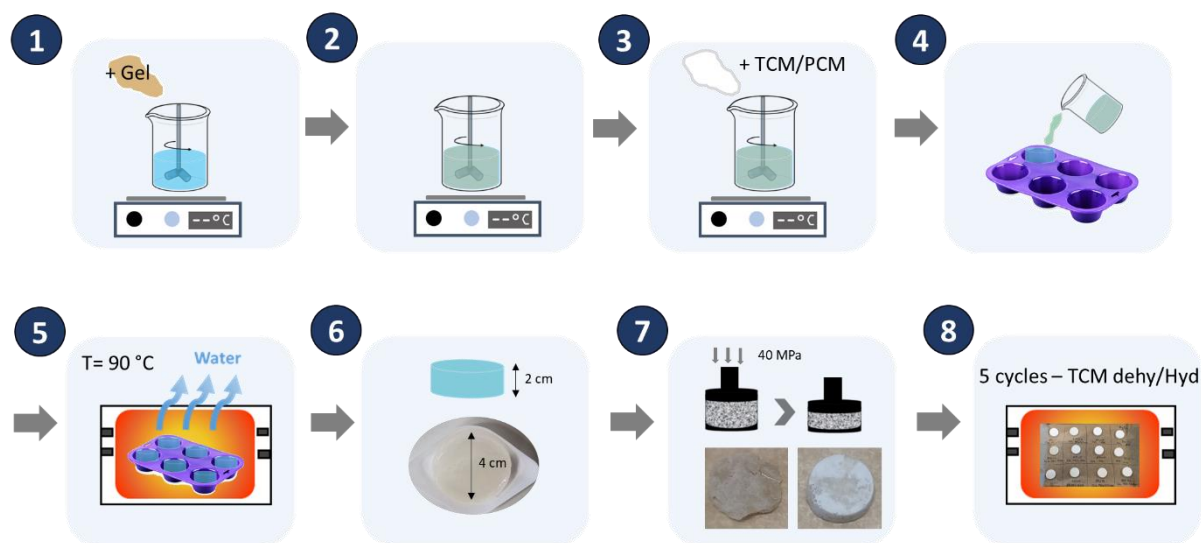 1
+ Gel
--°C
2
--°C
3
+ TCM/PCM
--°C
4
5
T= 90 °C
Water
6
2 cm
4 cm
7
40 MPa
8
5 cycles – TCM dehy/Hyd